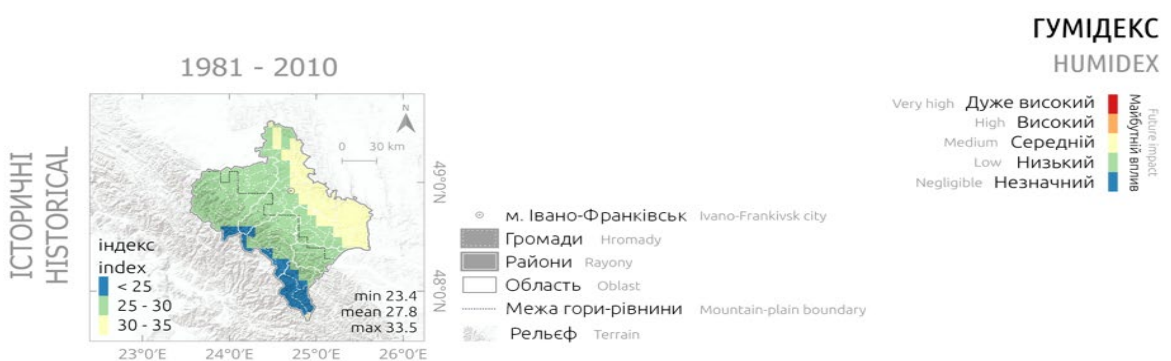 ГУМІДЕКС
HUMIDEX
1981 - 2010
ІСТОРИЧНІ
HISTORICAL
N
0 30 km
49°0'N
48°0'N
індекс
index
< 25
25 - 30
30 - 35
min 23.4
mean 27.8
max 33.5
23°0'E 24°0'E 25°0'E 26°0'E
Very high Дуже високий
High Високий
Medium Середній
Low Низький
Negligible Незначний
Майбутній вплив
Future impact
м. Івано-Франківськ Ivano-Frankivsk city
Громади Hromady
Райони Rayony
Область Oblast
Межа гори-рівнини Mountain-plain boundary
Рельєф Terrain